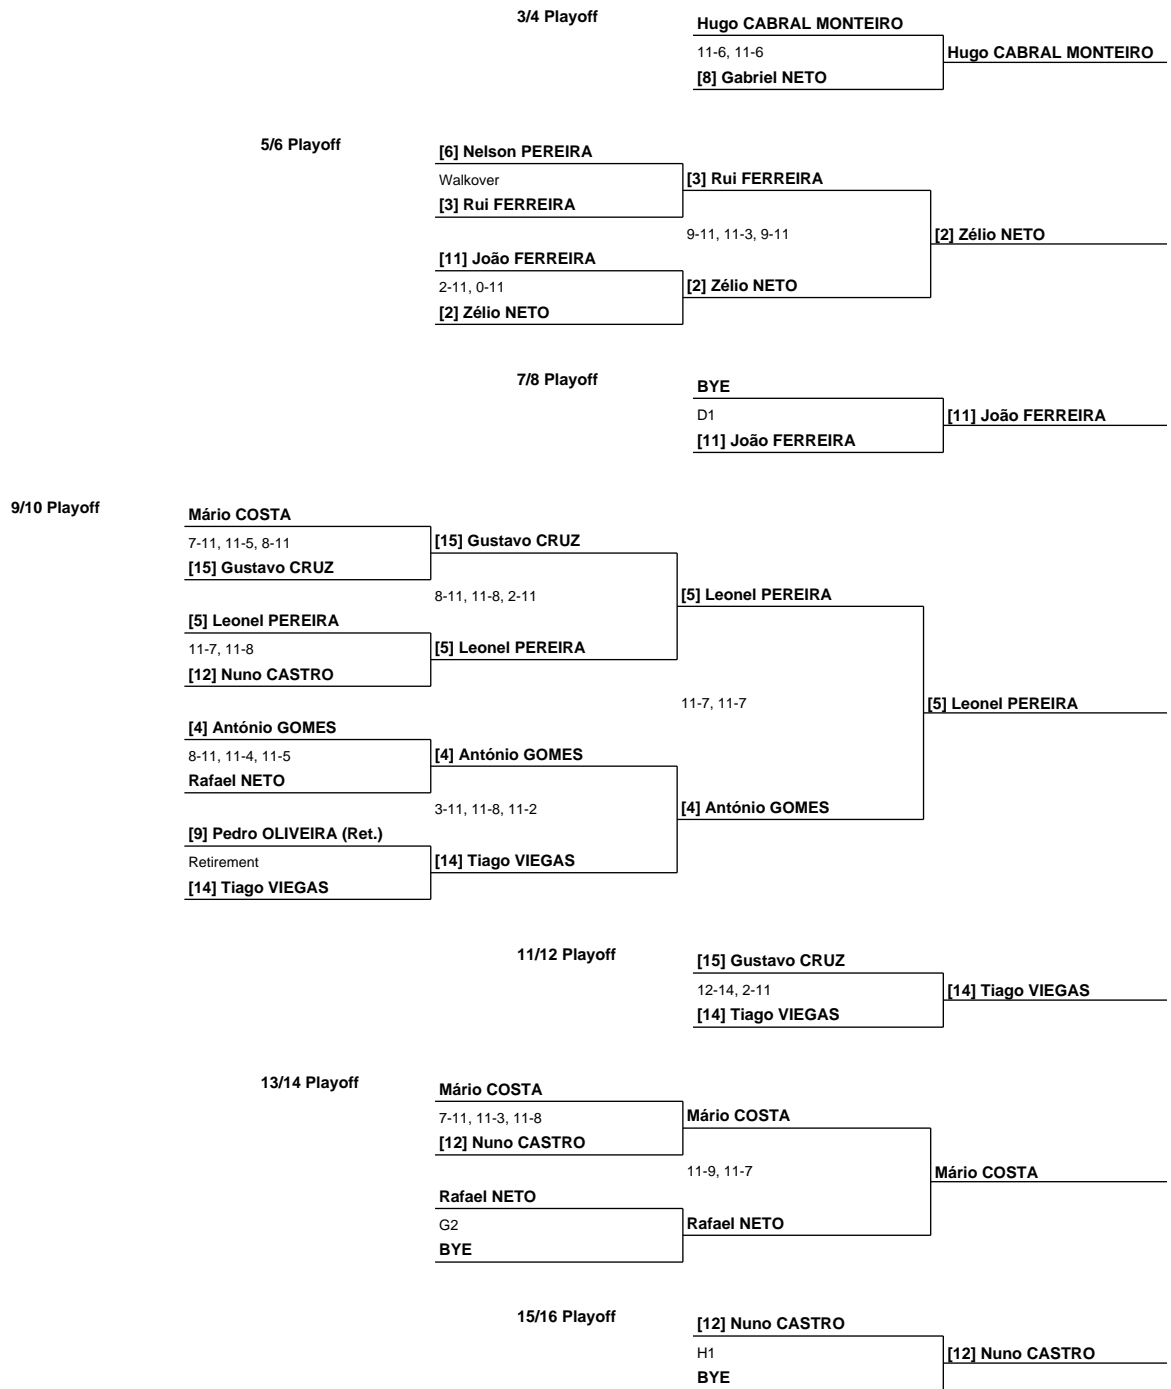 3/4 Playoff
Hugo CABRAL MONTEIRO
11-6, 11-6
Hugo CABRAL MONTEIRO
[8] Gabriel NETO
5/6 Playoff
[6] Nelson PEREIRA
Walkover
[3] Rui FERREIRA
[3] Rui FERREIRA
9-11, 11-3, 9-11
[2] Zélio NETO
[11] João FERREIRA
2-11, 0-11
[2] Zélio NETO
[2] Zélio NETO
7/8 Playoff
BYE
D1
[11] João FERREIRA
[11] João FERREIRA
9/10 Playoff
Mário COSTA
7-11, 11-5, 8-11
[15] Gustavo CRUZ
[15] Gustavo CRUZ
8-11, 11-8, 2-11
[5] Leonel PEREIRA
[5] Leonel PEREIRA
11-7, 11-8
[5] Leonel PEREIRA
[12] Nuno CASTRO
11-7, 11-7
[5] Leonel PEREIRA
[4] António GOMES
8-11, 11-4, 11-5
[4] António GOMES
Rafael NETO
3-11, 11-8, 11-2
[4] António GOMES
[9] Pedro OLIVEIRA (Ret.)
Retirement
[14] Tiago VIEGAS
[14] Tiago VIEGAS
11/12 Playoff
[15] Gustavo CRUZ
12-14, 2-11
[14] Tiago VIEGAS
[14] Tiago VIEGAS
13/14 Playoff
Mário COSTA
7-11, 11-3, 11-8
Mário COSTA
[12] Nuno CASTRO
11-9, 11-7
Mário COSTA
Rafael NETO
G2
Rafael NETO
BYE
15/16 Playoff
[12] Nuno CASTRO
H1
[12] Nuno CASTRO
BYE